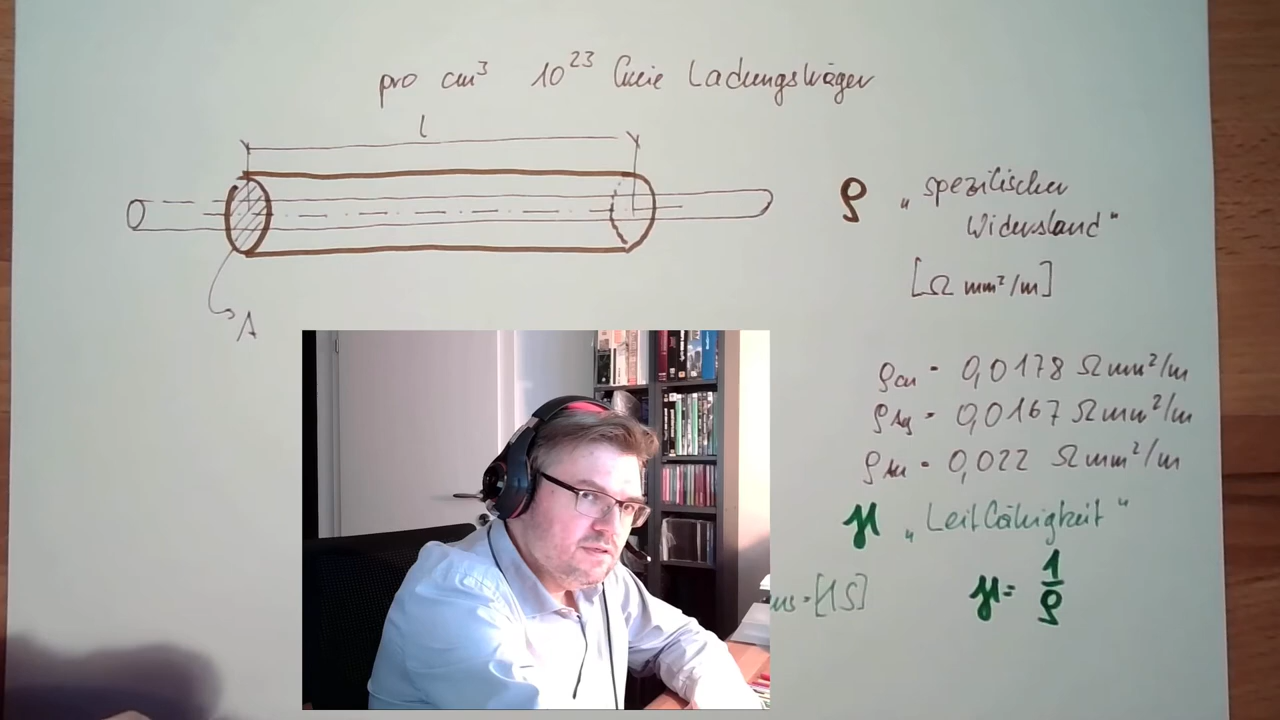 pro cm³ 10²³ freie Ladungsträger
l
A
ρ „spezifischer
Widerstand"
[Ω mm²/m]
ρCu = 0,0178 Ω mm²/m
ρAg = 0,0167 Ω mm²/m
ρAu = 0,022 Ω mm²/m
ϰ „Leitfähigkeit"
= [1S]
ϰ = 1/ρ